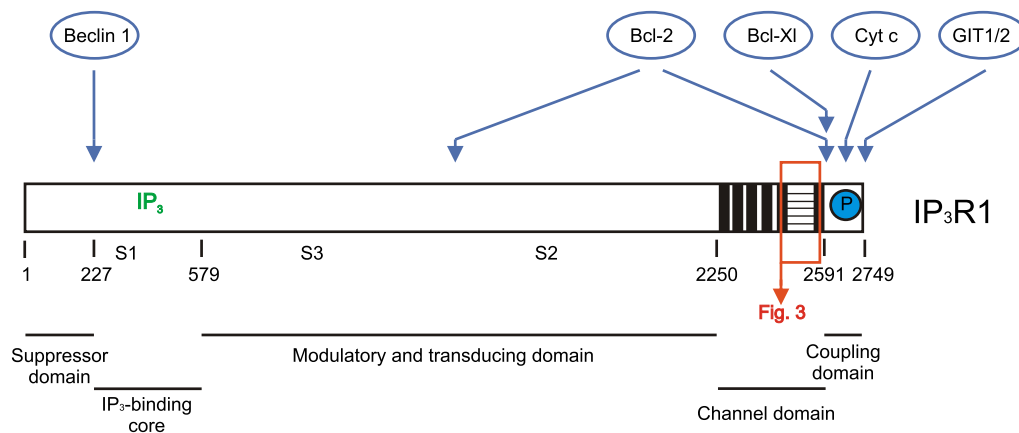 Beclin 1 Bcl-2 Bcl-Xl Cyt c GIT1/2
IP₃ P IP₃R1
S1 S3 S2
1 227 579 2250 2591 2749
Fig. 3
Suppressor
domain
Modulatory and transducing domain
Coupling
domain
IP₃-binding
core
Channel domain